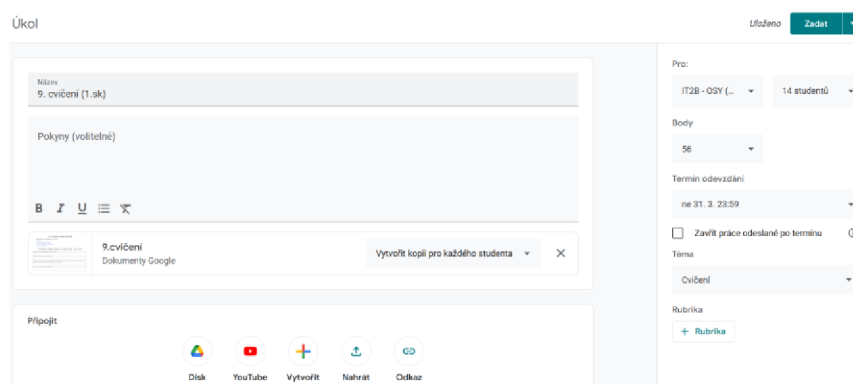 Úkol
Uloženo
Zadat
Název
9. cvičení (1.sk)
Pokyny (volitelné)
B I U
9.cvičení
Dokumenty Google
Vytvořit kopii pro každého studenta
Připojit
Disk
YouTube
Vytvořit
Nahrát
Odkaz
Pro:
IT2B - OSY (...
14 studentů
Body
56
Termín odevzdání
ne 31. 3. 23:59
Zavřít práce odeslané po termínu
Téma
Cvičení
Rubrika
+ Rubrika